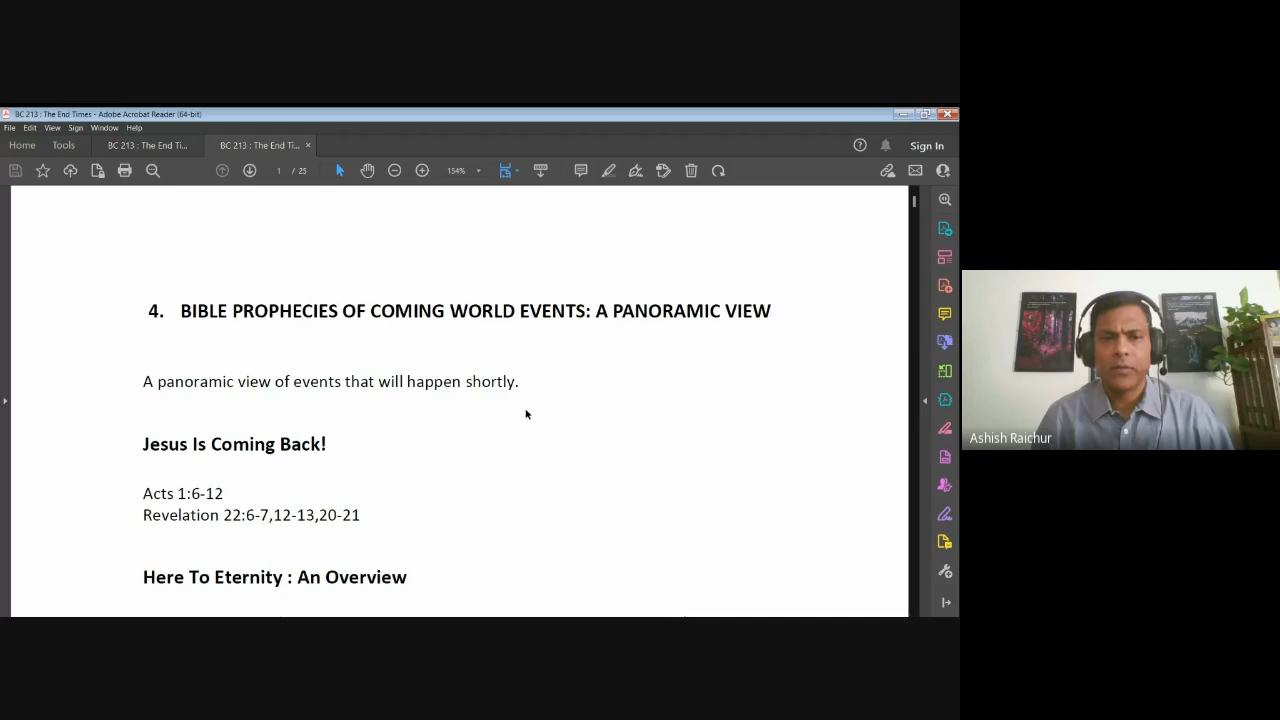 BC 213 : The End Times - Adobe Acrobat Reader (64-bit)
File Edit View Sign Window Help
Home Tools BC 213 : The End Ti... BC 213 : The End Ti... × Sign In
1 / 25 154%
4. BIBLE PROPHECIES OF COMING WORLD EVENTS: A PANORAMIC VIEW
A panoramic view of events that will happen shortly.
Jesus Is Coming Back!
Acts 1:6-12
Revelation 22:6-7,12-13,20-21
Here To Eternity : An Overview
Ashish Raichur